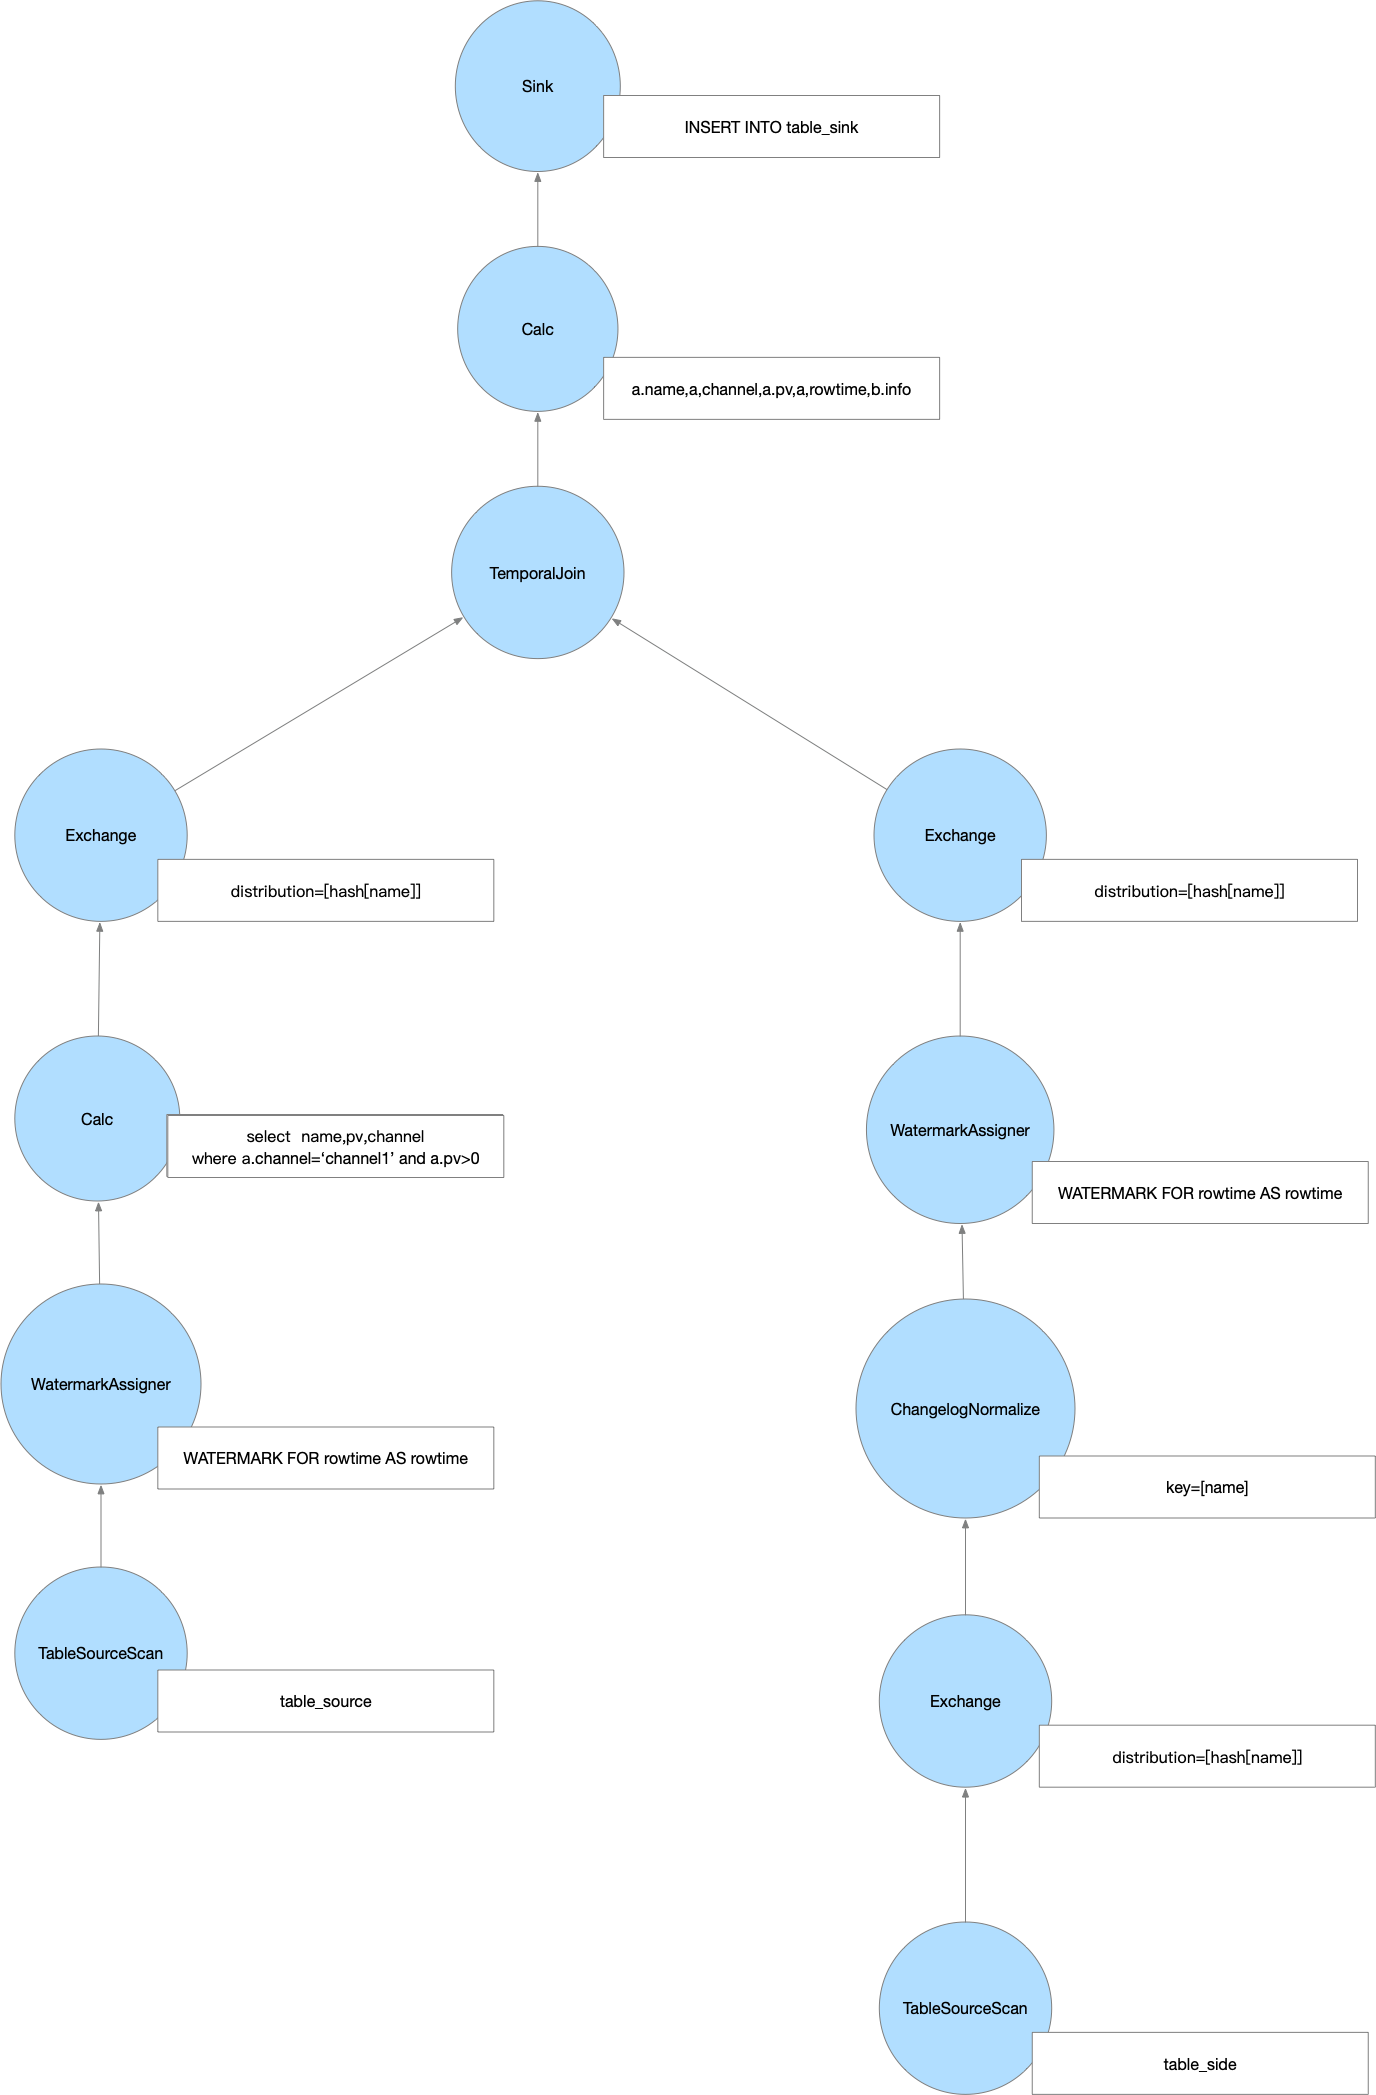 Sink
INSERT INTO table_sink
Calc
a.name,a,channel,a.pv,a,rowtime,b.info
TemporalJoin
Exchange
distribution=[hash[name]]
Exchange
distribution=[hash[name]]
Calc
select  name,pv,channel
where a.channel=‘channel1’ and a.pv>0
WatermarkAssigner
WATERMARK FOR rowtime AS rowtime
WatermarkAssigner
WATERMARK FOR rowtime AS rowtime
ChangelogNormalize
key=[name]
TableSourceScan
table_source
Exchange
distribution=[hash[name]]
TableSourceScan
table_side